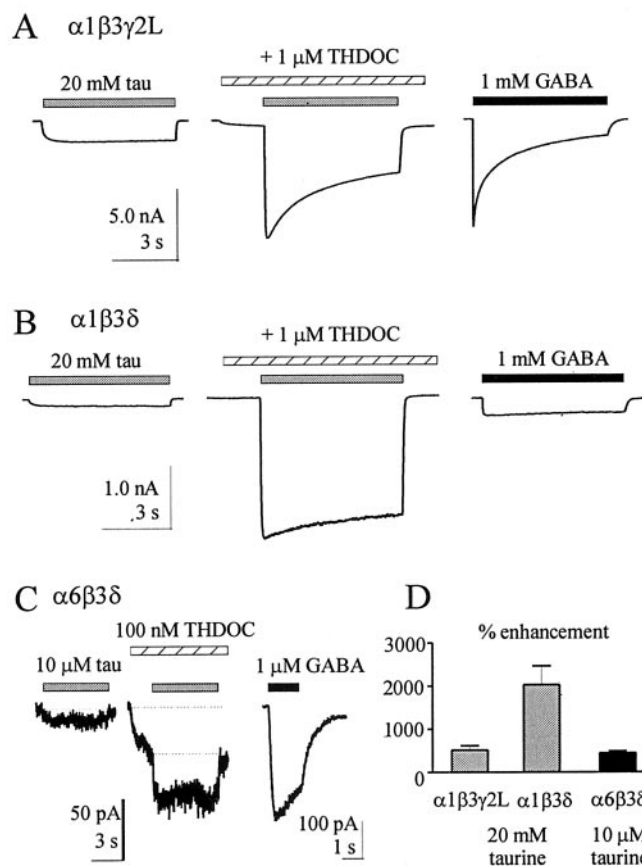 A α1β3γ2L
20 mM tau
+ 1 μM THDOC
1 mM GABA
5.0 nA
3 s
B α1β3δ
20 mM tau
+ 1 μM THDOC
1 mM GABA
1.0 nA
.3 s
C α6β3δ
10 μM tau
100 nM THDOC
1 μM GABA
50 pA
3 s
100 pA
1 s
D
% enhancement
3000
2000
1000
0
α1β3γ2L α1β3δ α6β3δ
20 mM taurine
10 μM taurine